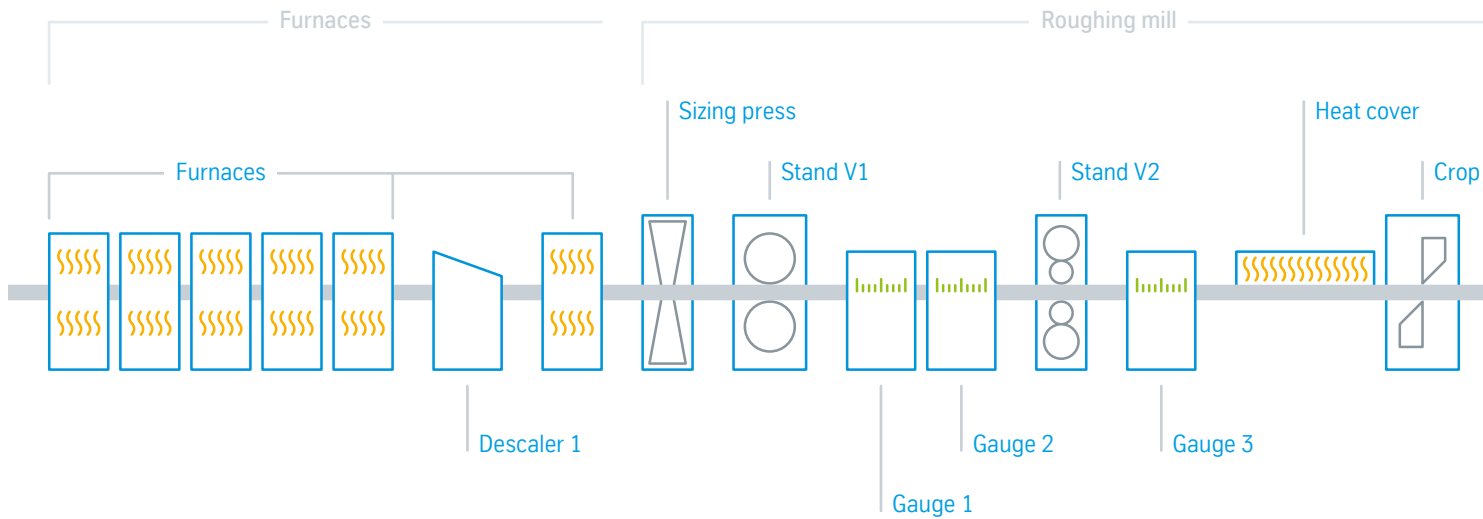 Furnaces
Roughing mill
Sizing press
Heat cover
Furnaces
Stand V1
Stand V2
Crop
Descaler 1
Gauge 2
Gauge 3
Gauge 1